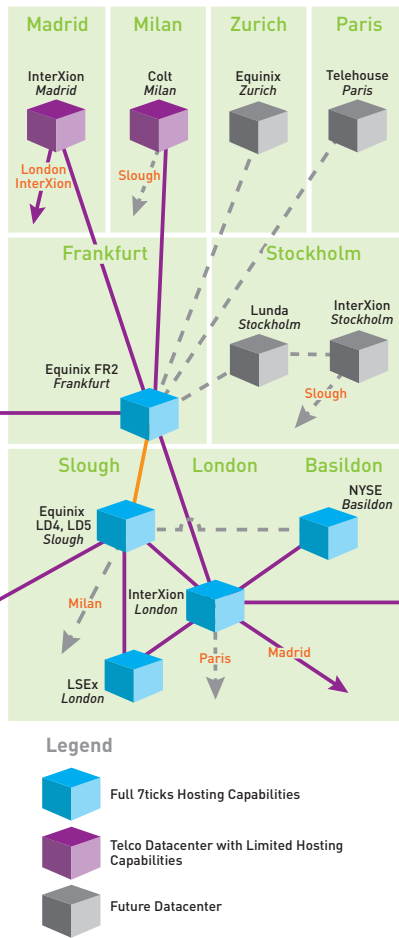 Madrid
Milan
Zurich
Paris
InterXion
Madrid
Colt
Milan
Equinix
Zurich
Telehouse
Paris
London
InterXion
Slough
Frankfurt
Stockholm
Lunda
Stockholm
InterXion
Stockholm
Equinix FR2
Frankfurt
Slough
Slough
London
Basildon
Equinix
LD4, LD5
Slough
NYSE
Basildon
Milan
InterXion
London
Paris
Madrid
LSEx
London
Legend
Full 7ticks Hosting Capabilities
Telco Datacenter with Limited Hosting
Capabilities
Future Datacenter